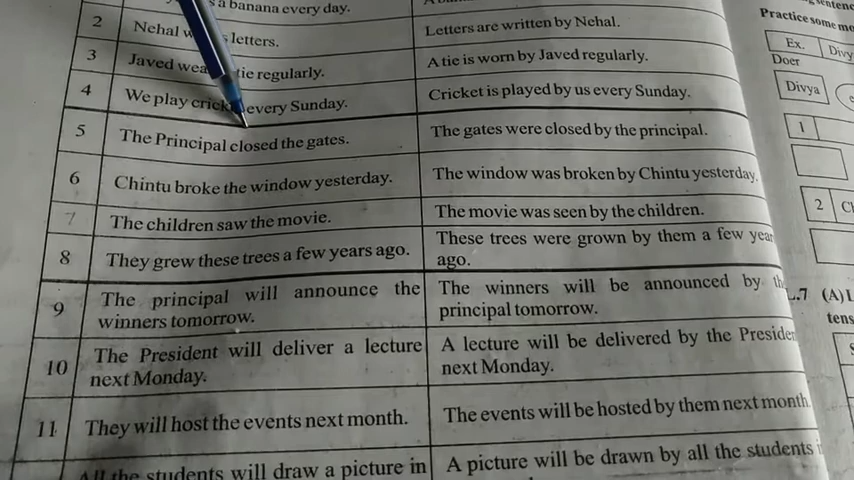 a banana every day.
2 Nehal letters. Letters are written by Nehal.
3 Javed tie regularly. A tie is worn by Javed regularly.
4 We play every Sunday. Cricket is played by us every Sunday.
5 The Principal closed the gates. The gates were closed by the principal.
6 Chintu broke the window yesterday. The window was broken by Chintu yesterday.
7 The children saw the movie. The movie was seen by the children.
8 They grew these trees a few years ago. These trees were grown by them a few
ago.
9 The principal will announce the The winners will be announced by
winners tomorrow. principal tomorrow.
10 The President will deliver a lecture A lecture will be delivered by the
next Monday. next Monday.
11 They will host the events next month. The events will be hosted by them next month
All the students will draw a picture in A picture will be drawn by all the students
Practice some
Ex.
Doer
Divya
1
2
L.7 (A)